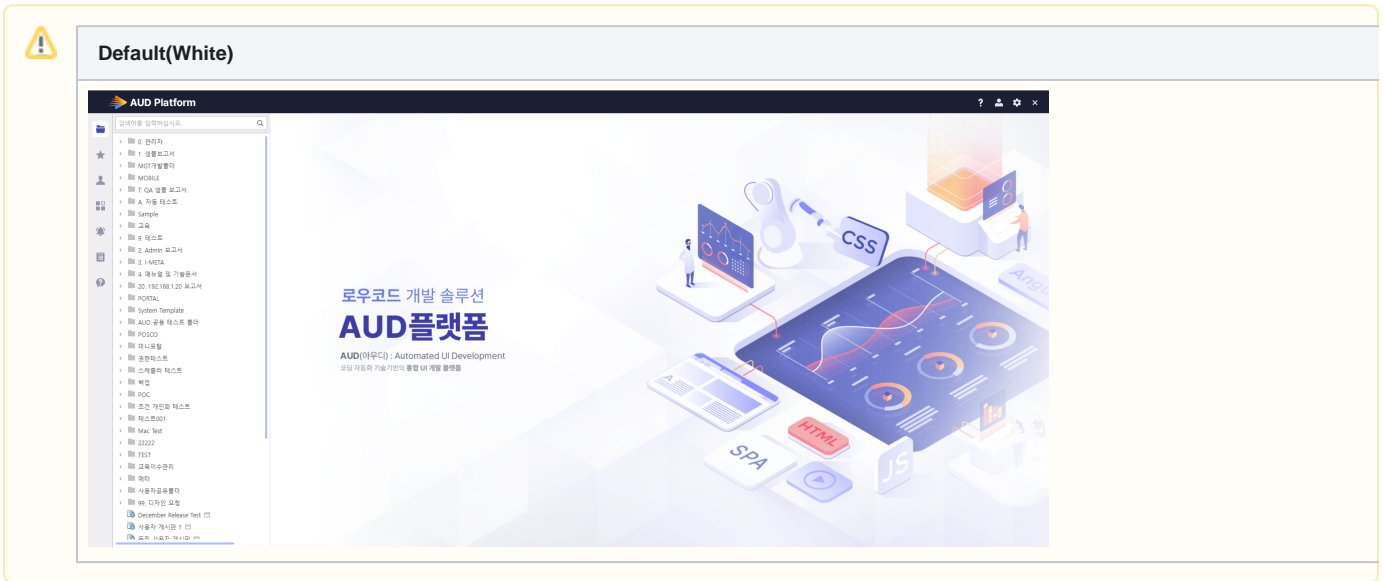 Default(White)
AUD Platform
검색어를 입력하십시오.
0. 관리자
1. 샘플보고서
MGT개발폴더
MOBILE
T. QA 샘플 보고서
A. 자동 테스트
Sample
교육
9. 테스트
2. Admin 보고서
3. i-META
4. 매뉴얼 및 기술문서
20. 192.168.1.20 보고서
PORTAL
System Template
AUD 공용 테스트 폴더
POSCO
미니포탈
권한테스트
스케줄러 테스트
백업
POC
조건 개인화 테스트
테스트001
Mac Test
22222
TEST
교육이수관리
메타
사용자공유폴더
99. 디자인 요청
December Release Test
사용자 게시판 1
로우코드 개발 솔루션
AUD플랫폼
AUD(아우디) : Automated UI Development
코딩 자동화 기술기반의 통합 UI 개발 플랫폼
CSS
HTML
SPA
JS